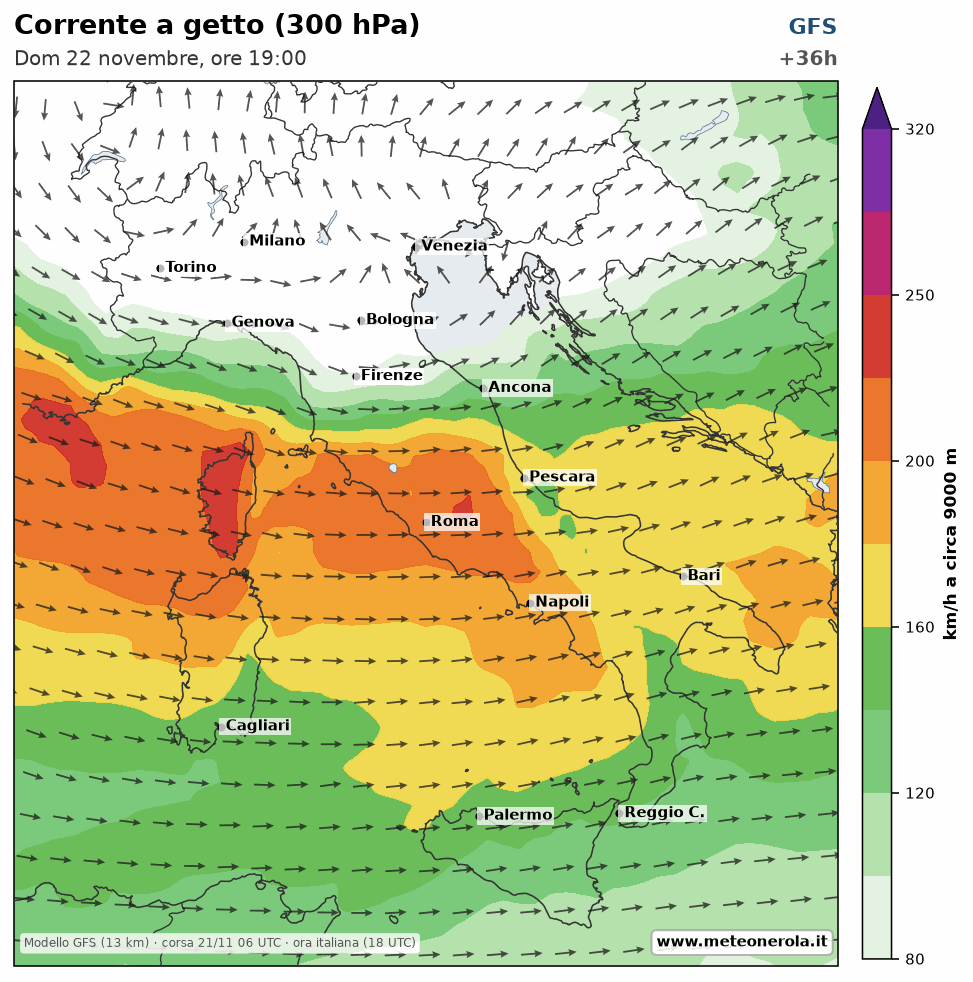 Corrente a getto (300 hPa)
GFS
Dom 22 novembre, ore 19:00
+36h
320
Milano
Venezia
Torino
250
Genova
Bologna
Firenze
Ancona
200
Pescara
Roma
km/h a circa 9000 m
Bari
Napoli
160
Cagliari
120
Palermo
Reggio C.
Modello GFS (13 km) · corsa 21/11 06 UTC · ora italiana (18 UTC)
www.meteonerola.it
80